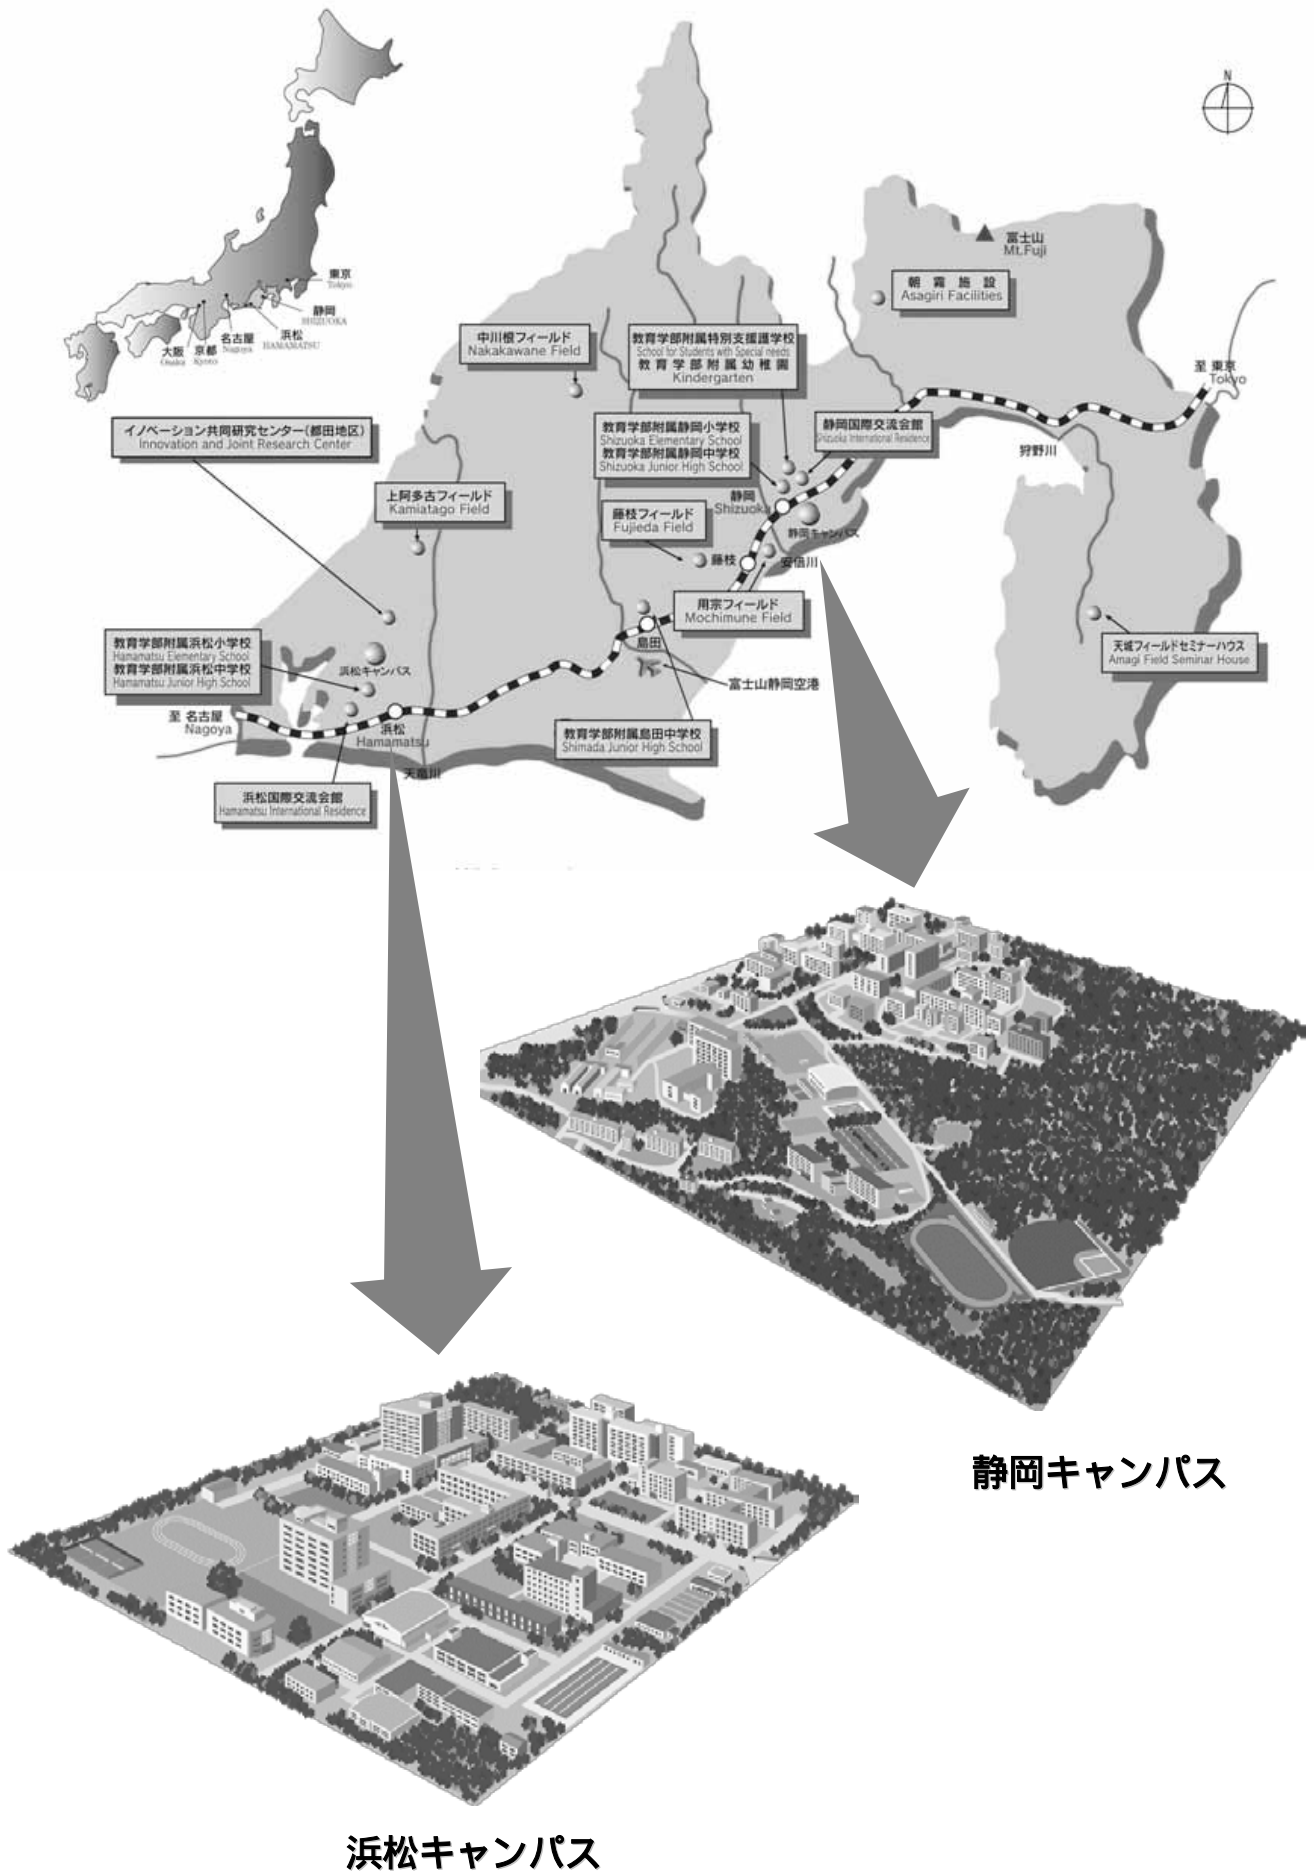 N
富士山
Mt.Fuji
朝霧施設
Asagiri Facilities
東京
Tokyo
静岡
SHIZUOKA
浜松
HAMAMATSU
名古屋
Nagoya
京都
Kyoto
大阪
Osaka
中川根フィールド
Nakakawane Field
教育学部附属特別支援護学校
School for Students with Special needs
教育学部附属幼稚園
Kindergarten
至 東京
Tokyo
イノベーション共同研究センター(都田地区)
Innovation and Joint Research Center
教育学部附属静岡小学校
Shizuoka Elementary School
教育学部附属静岡中学校
Shizuoka Junior High School
静岡国際交流会館
Shizuoka International Residence
狩野川
上阿多古フィールド
Kamiatago Field
静岡
Shizuoka
藤枝フィールド
Fujieda Field
静岡キャンパス
藤枝
安倍川
用宗フィールド
Mochimune Field
教育学部附属浜松小学校
Hamamatsu Elementary School
教育学部附属浜松中学校
Hamamatsu Junior High School
浜松キャンパス
島田
富士山静岡空港
天城フィールドセミナーハウス
Amagi Field Seminar House
至 名古屋
Nagoya
浜松
Hamamatsu
教育学部附属島田中学校
Shimada Junior High School
天竜川
浜松国際交流会館
Hamamatsu International Residence
静岡キャンパス
浜松キャンパス